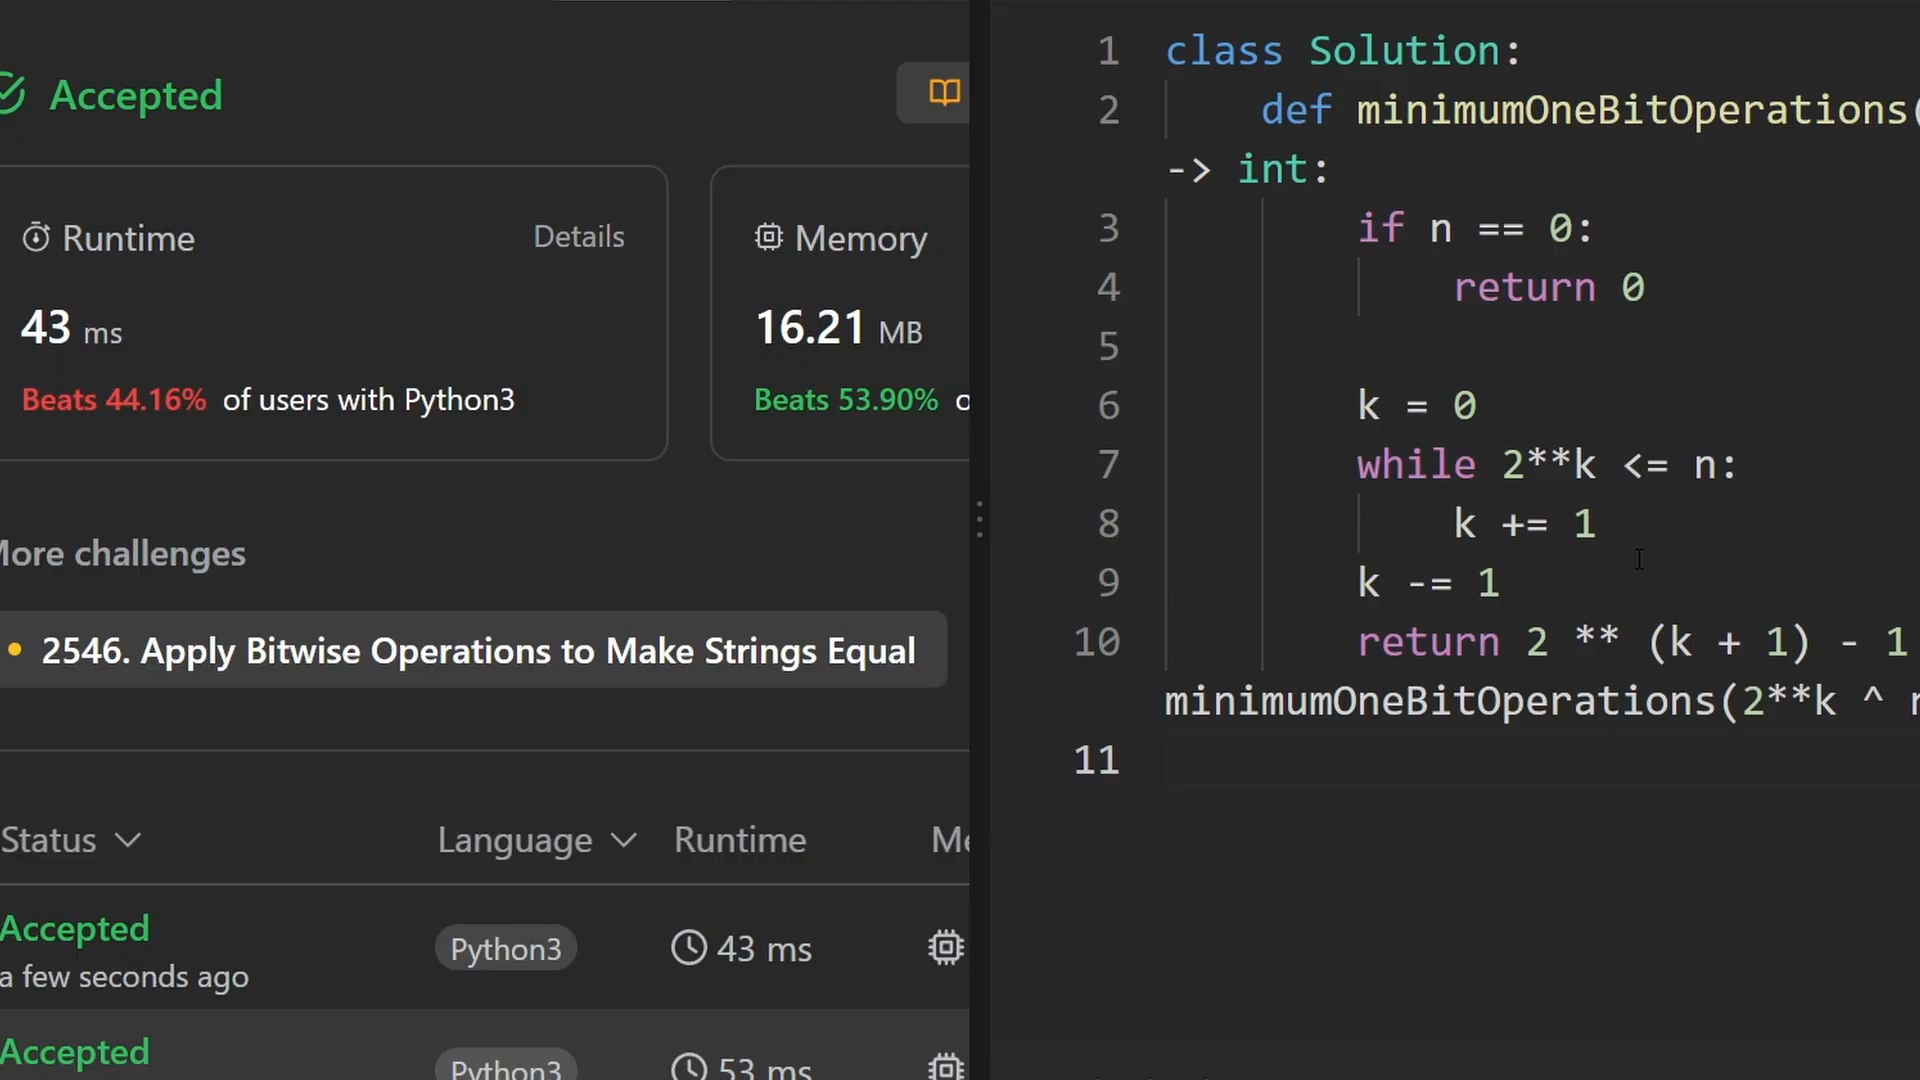 Accepted
Runtime
Details
43 ms
Beats 44.16% of users with Python3
Memory
16.21 MB
Beats 53.90%
More challenges
2546. Apply Bitwise Operations to Make Strings Equal
Status
Language
Runtime
Accepted
Python3
43 ms
a few seconds ago
Accepted
Python3
53 ms
1 class Solution:
2 def minimumOneBitOperations(
-> int:
3 if n == 0:
4 return 0
5
6 k = 0
7 while 2**k <= n:
8 k += 1
9 k -= 1
10 return 2 ** (k + 1) - 1
minimumOneBitOperations(2**k ^
11